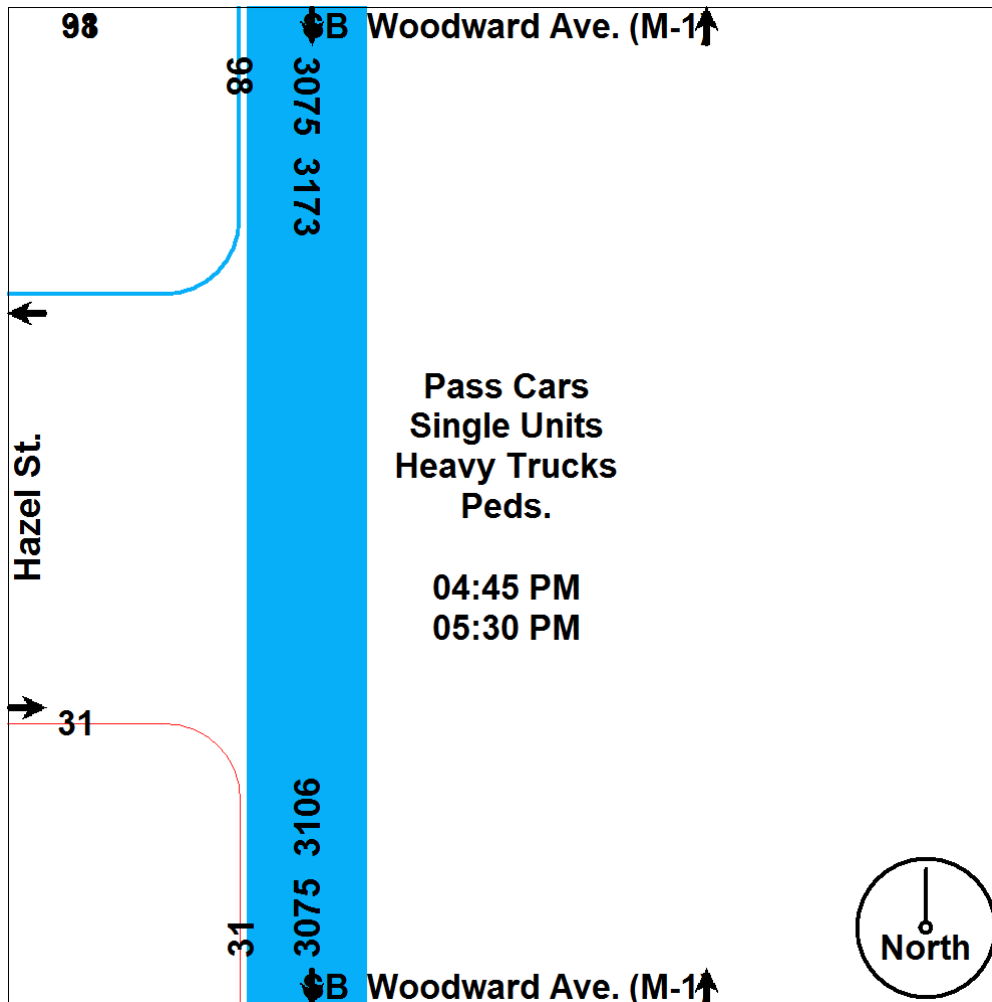 98
SB Woodward Ave. (M-1)
98
3075 3173
Pass Cars
Single Units
Heavy Trucks
Peds.
Hazel St.
04:45 PM
05:30 PM
31
31
3075 3106
North
SB Woodward Ave. (M-1)